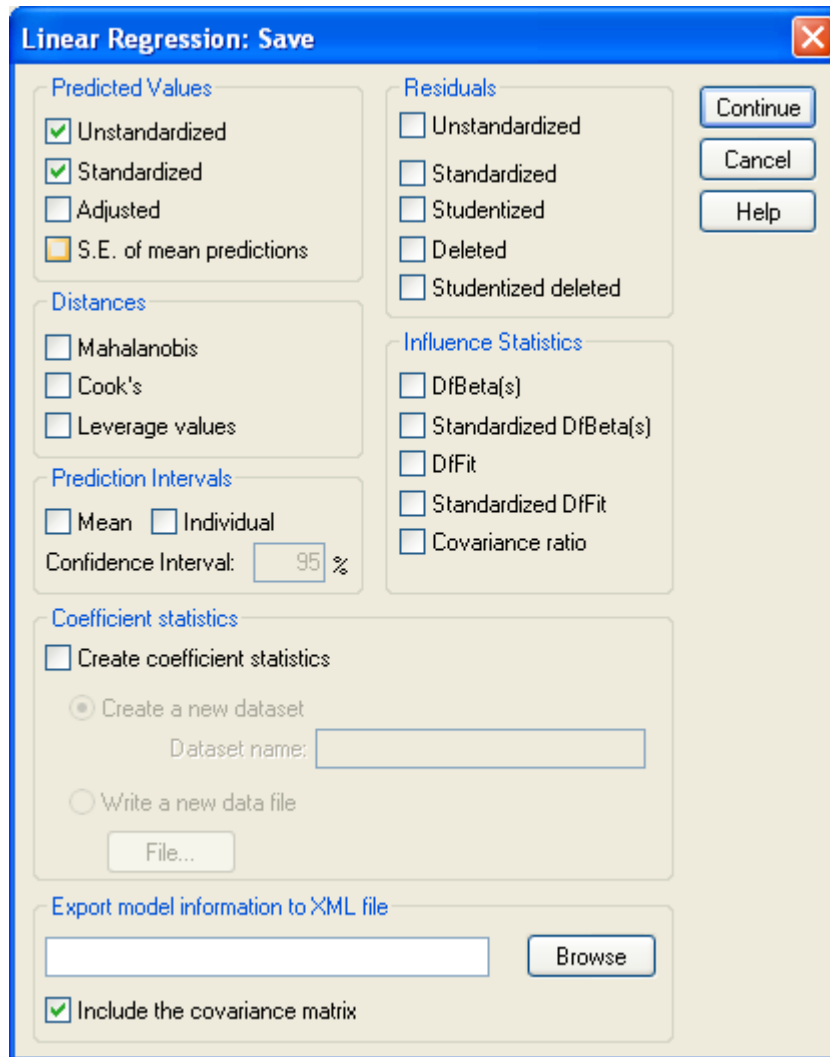 Linear Regression: Save
Predicted Values
Unstandardized
Standardized
Adjusted
S.E. of mean predictions
Distances
Mahalanobis
Cook's
Leverage values
Prediction Intervals
Mean Individual
Confidence Interval: 95 %
Residuals
Unstandardized
Standardized
Studentized
Deleted
Studentized deleted
Influence Statistics
DfBeta(s)
Standardized DfBeta(s)
DfFit
Standardized DfFit
Covariance ratio
Continue
Cancel
Help
Coefficient statistics
Create coefficient statistics
Create a new dataset
Dataset name:
Write a new data file
File...
Export model information to XML file
Browse
Include the covariance matrix